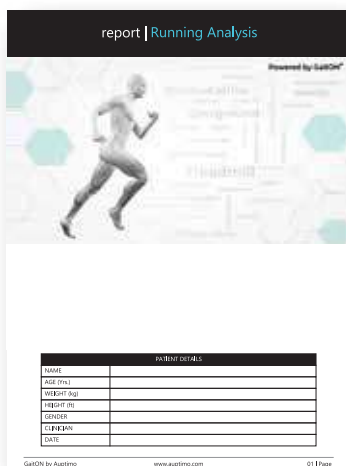 report | Running Analysis
Powered by GaitON®
Treadmill
PATIENT DETAILS
NAME
AGE (Yrs.)
WEIGHT (kg)
HEIGHT (ft)
GENDER
CLINICIAN
DATE
GaitON by Auptimo www.auptimo.com 01 | Page